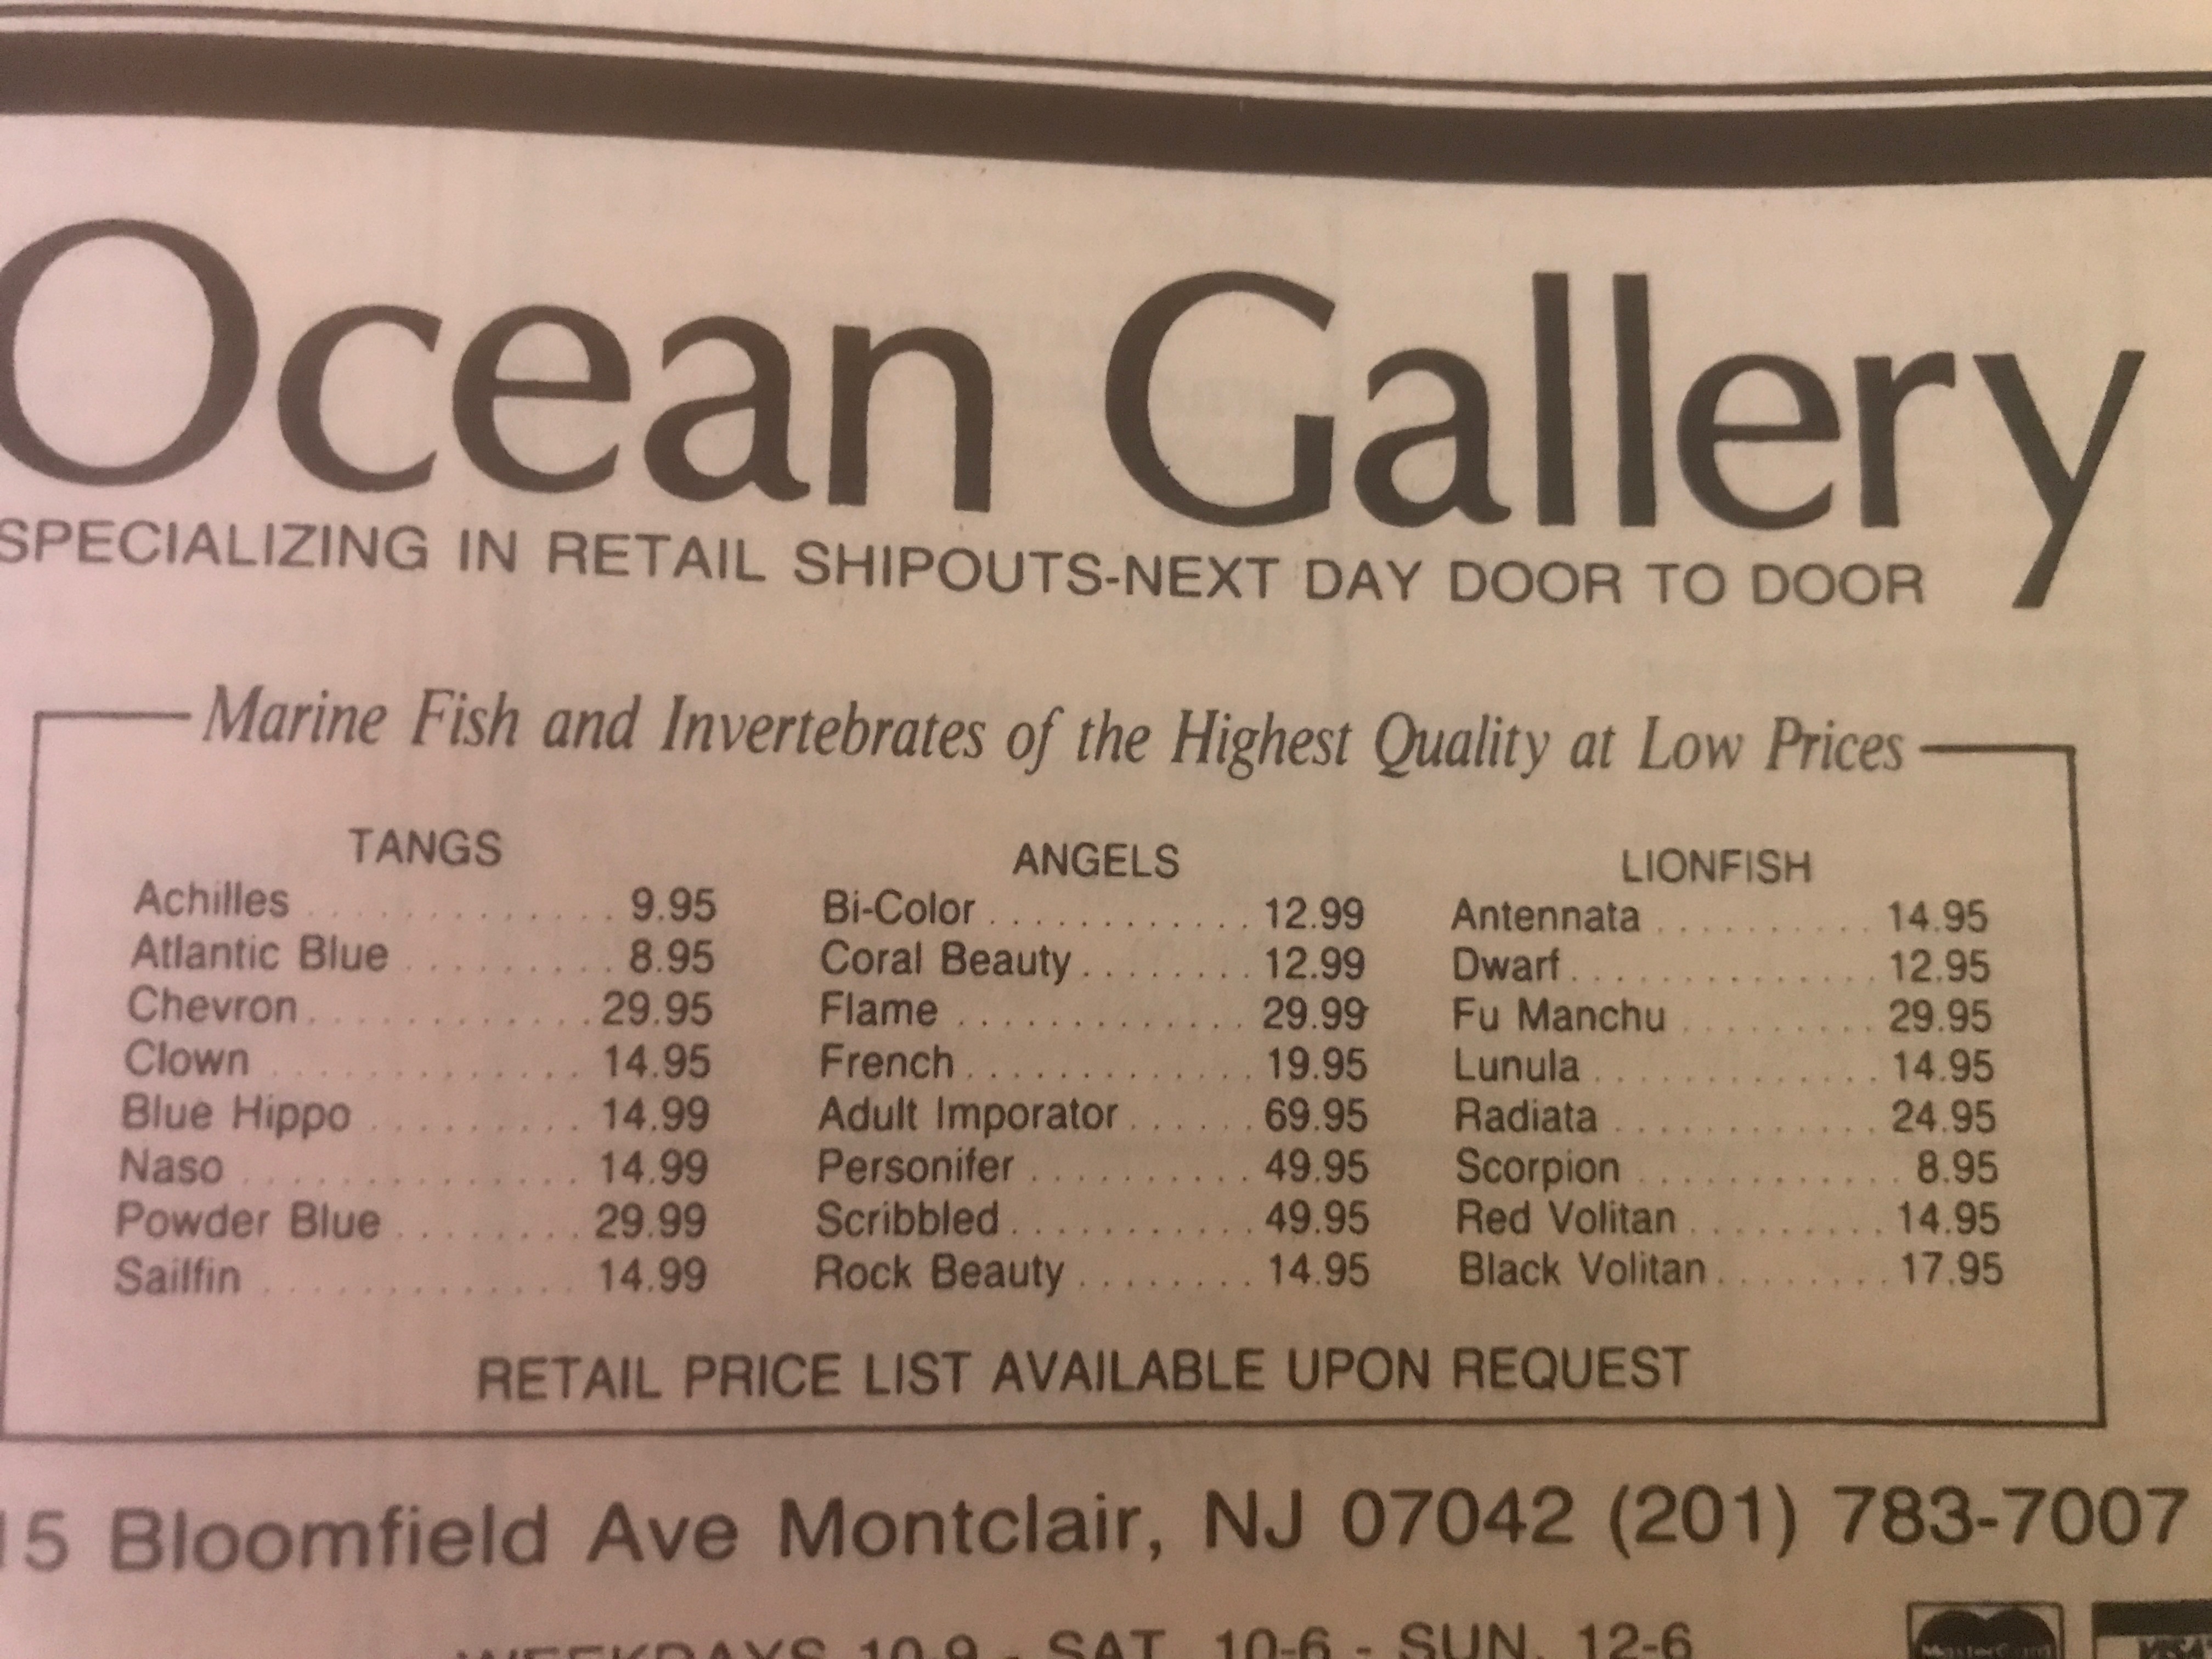 Ocean Gallery
SPECIALIZING IN RETAIL SHIPOUTS-NEXT DAY DOOR TO DOOR
Marine Fish and Invertebrates of the Highest Quality at Low Prices
TANGS
Achilles 9.95
Atlantic Blue 8.95
Chevron 29.95
Clown 14.95
Blue Hippo 14.99
Naso 14.99
Powder Blue 29.99
Sailfin 14.99
ANGELS
Bi-Color 12.99
Coral Beauty 12.99
Flame 29.99
French 19.95
Adult Imporator 69.95
Personifer 49.95
Scribbled 49.95
Rock Beauty 14.95
LIONFISH
Antennata 14.95
Dwarf 12.95
Fu Manchu 29.95
Lunula 14.95
Radiata 24.95
Scorpion 8.95
Red Volitan 14.95
Black Volitan 17.95
RETAIL PRICE LIST AVAILABLE UPON REQUEST
15 Bloomfield Ave Montclair, NJ 07042 (201) 783-7007
WEEKDAYS 10-9 - SAT. 10-6 - SUN. 12-6
MasterCard VISA